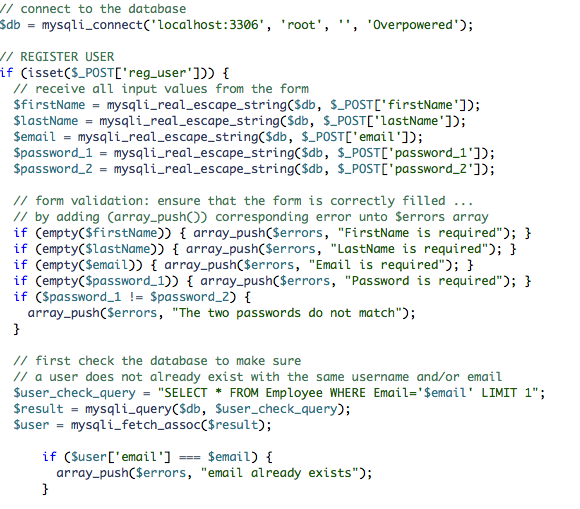 // connect to the database
$db = mysqli_connect('localhost:3306', 'root', '', 'Overpowered');
// REGISTER USER
if (isset($_POST['reg_user'])) {
// receive all input values from the form
$firstName = mysqli_real_escape_string($db, $_POST['firstName']);
$lastName = mysqli_real_escape_string($db, $_POST['lastName']);
$email = mysqli_real_escape_string($db, $_POST['email']);
$password_1 = mysqli_real_escape_string($db, $_POST['password_1']);
$password_2 = mysqli_real_escape_string($db, $_POST['password_2']);
// form validation: ensure that the form is correctly filled ...
// by adding (array_push()) corresponding error unto $errors array
if (empty($firstName)) { array_push($errors, "FirstName is required"); }
if (empty($lastName)) { array_push($errors, "LastName is required"); }
if (empty($email)) { array_push($errors, "Email is required"); }
if (empty($password_1)) { array_push($errors, "Password is required"); }
if ($password_1 != $password_2) {
array_push($errors, "The two passwords do not match");
}
// first check the database to make sure
// a user does not already exist with the same username and/or email
$user_check_query = "SELECT * FROM Employee WHERE Email='$email' LIMIT 1";
$result = mysqli_query($db, $user_check_query);
$user = mysqli_fetch_assoc($result);
if ($user['email'] === $email) {
array_push($errors, "email already exists");
}